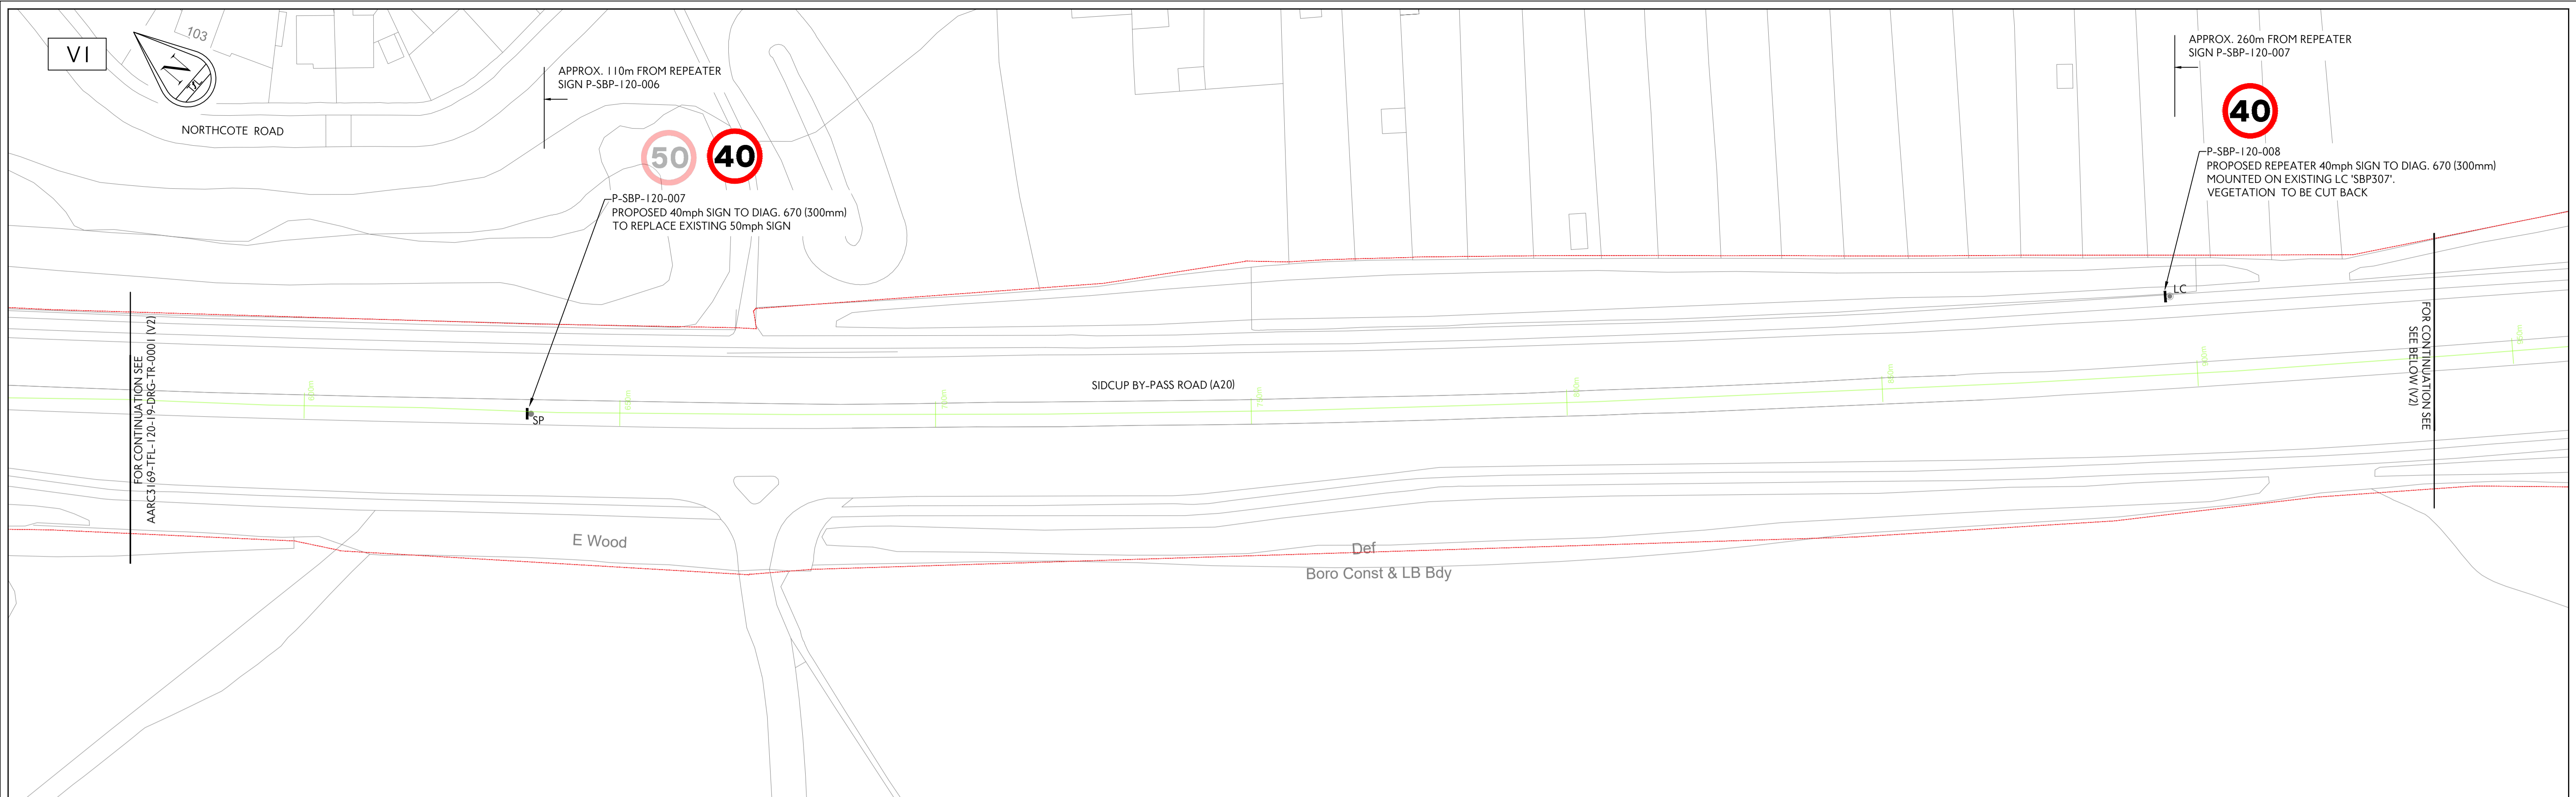 V1
103
N
NORTHCOTE ROAD
APPROX. 110m FROM REPEATER
SIGN P-SBP-120-006
50
40
P-SBP-120-007
PROPOSED 40mph SIGN TO DIAG. 670 (300mm)
TO REPLACE EXISTING 50mph SIGN
APPROX. 260m FROM REPEATER
SIGN P-SBP-120-007
40
P-SBP-120-008
PROPOSED REPEATER 40mph SIGN TO DIAG. 670 (300mm)
MOUNTED ON EXISTING LC 'SBP307'.
VEGETATION TO BE CUT BACK
LC
FOR CONTINUATION SEE
AARC3169-TFL-120-19-DRG-TR-0001 (V2)
SP
SIDCUP BY-PASS ROAD (A20)
FOR CONTINUATION SEE
SEE BELOW (V2)
E Wood
Def
Boro Const & LB Bdy